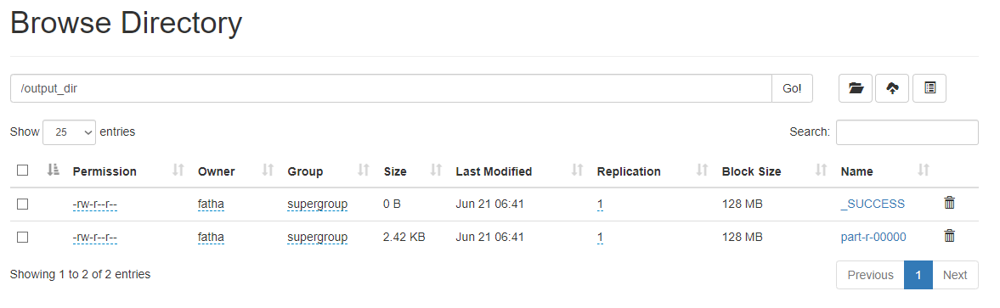 Browse Directory
/output_dir Go!
Show 25 entries Search:
Permission Owner Group Size Last Modified Replication Block Size Name
-rw-r--r-- fatha supergroup 0 B Jun 21 06:41 1 128 MB _SUCCESS
-rw-r--r-- fatha supergroup 2.42 KB Jun 21 06:41 1 128 MB part-r-00000
Showing 1 to 2 of 2 entries Previous 1 Next